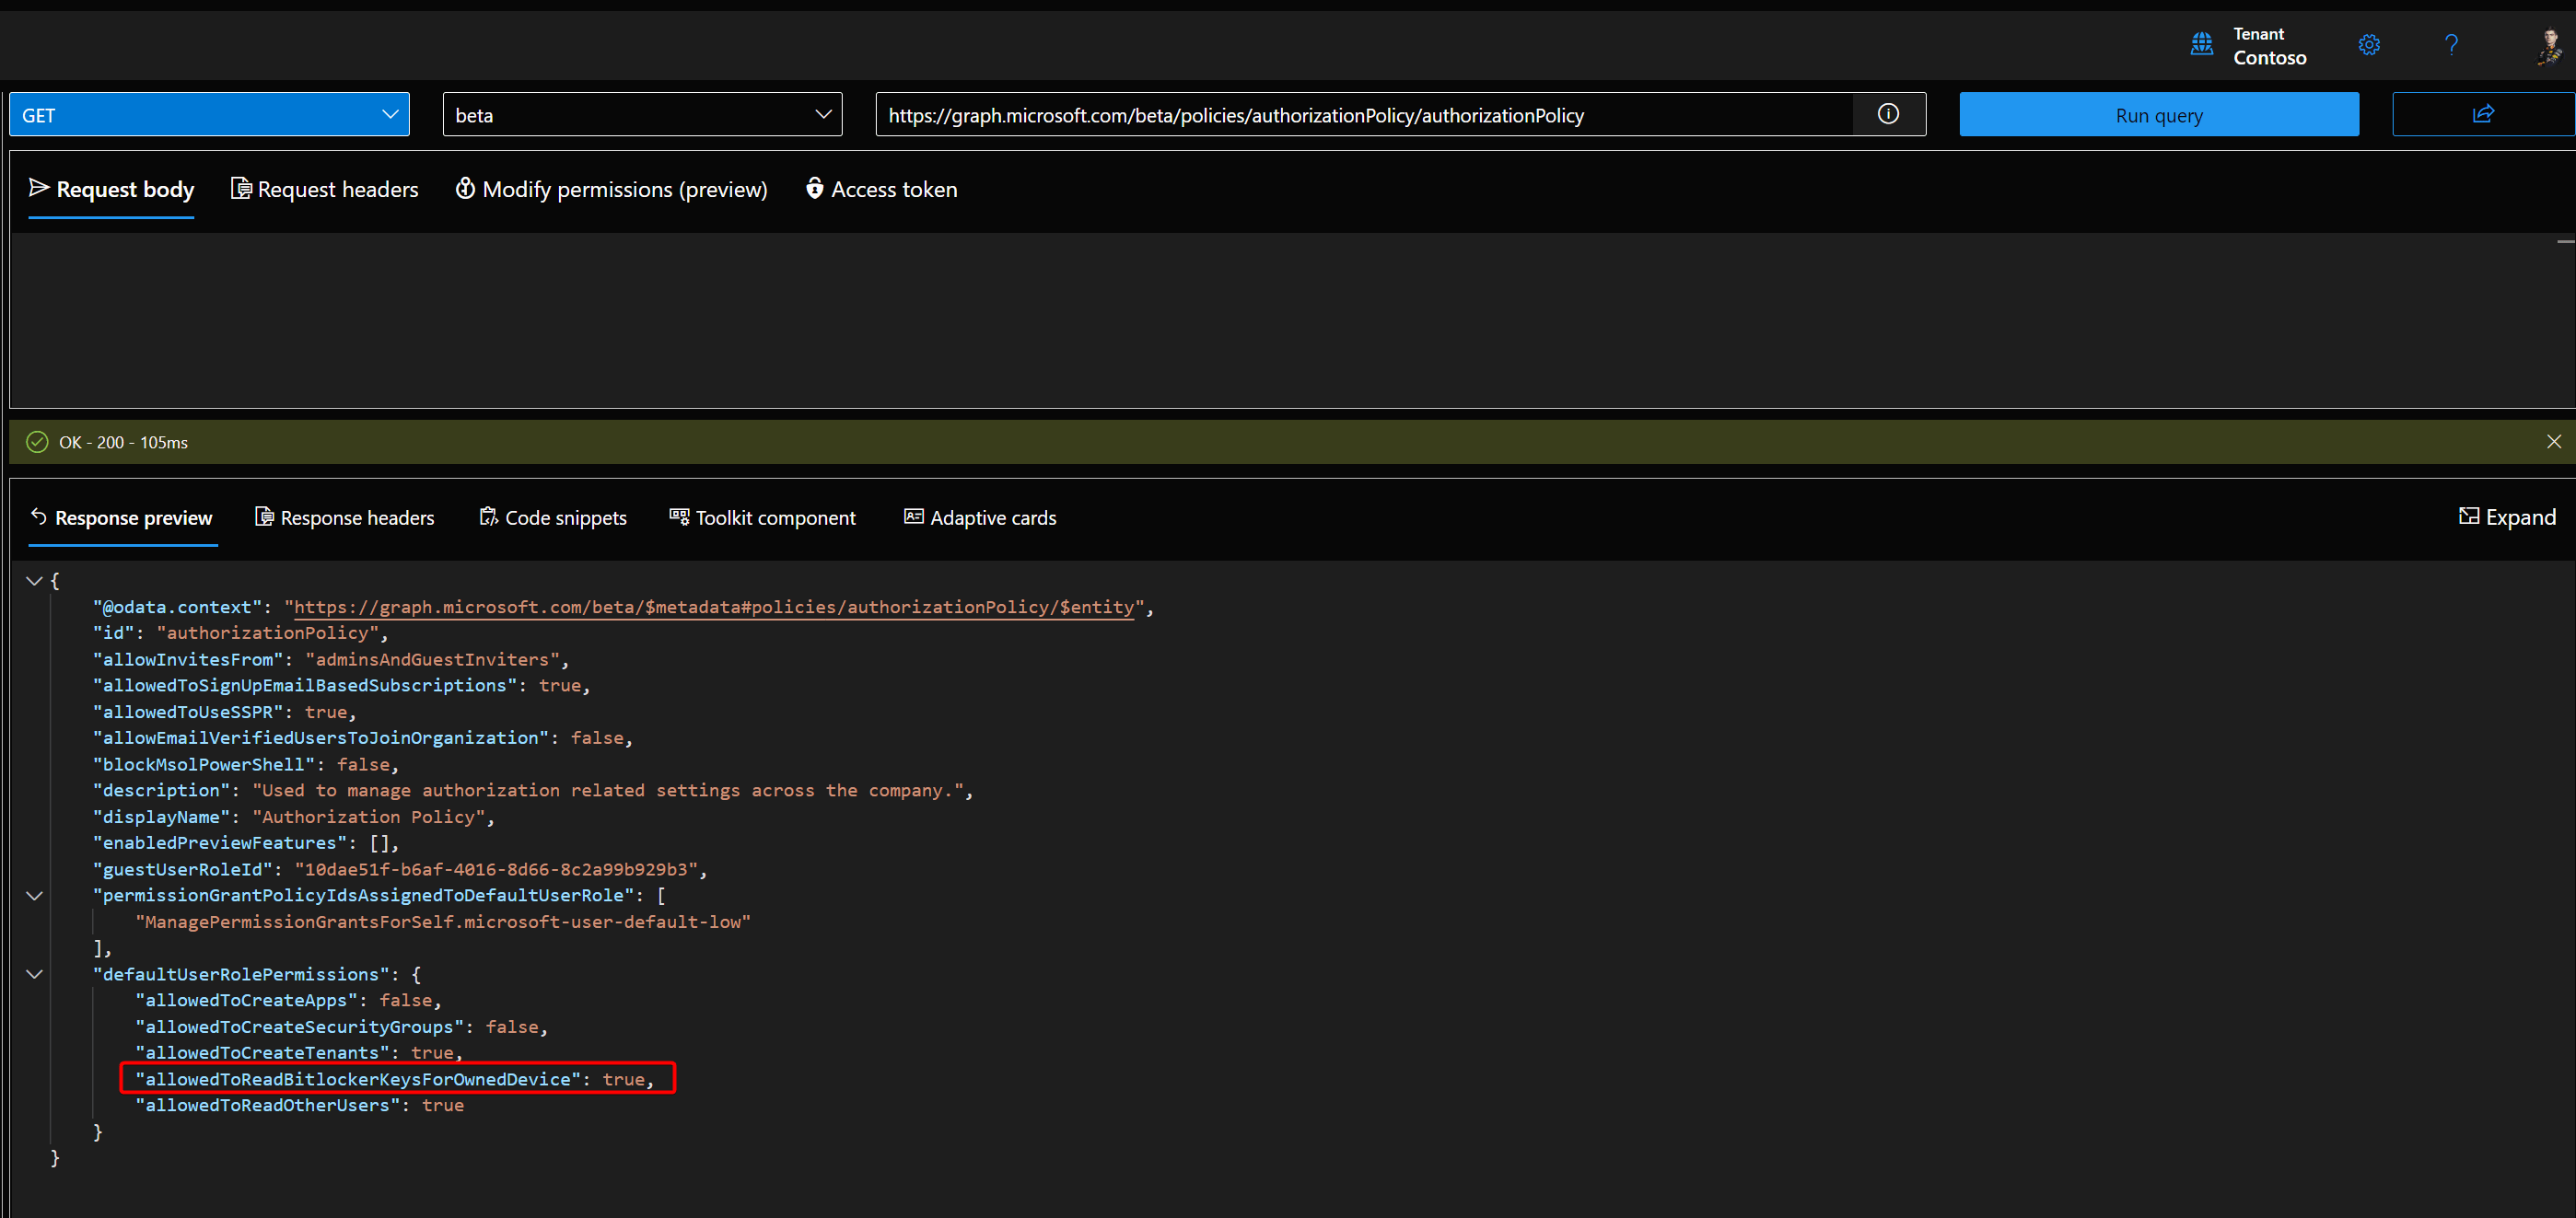 Tenant
Contoso
GET
beta
https://graph.microsoft.com/beta/policies/authorizationPolicy/authorizationPolicy
Run query
Request body
Request headers
Modify permissions (preview)
Access token
OK - 200 - 105ms
Response preview
Response headers
Code snippets
Toolkit component
Adaptive cards
Expand
{
"@odata.context": "https://graph.microsoft.com/beta/$metadata#policies/authorizationPolicy/$entity",
"id": "authorizationPolicy",
"allowInvitesFrom": "adminsAndGuestInviters",
"allowedToSignUpEmailBasedSubscriptions": true,
"allowedToUseSSPR": true,
"allowEmailVerifiedUsersToJoinOrganization": false,
"blockMsolPowerShell": false,
"description": "Used to manage authorization related settings across the company.",
"displayName": "Authorization Policy",
"enabledPreviewFeatures": [],
"guestUserRoleId": "10dae51f-b6af-4016-8d66-8c2a99b929b3",
"permissionGrantPolicyIdsAssignedToDefaultUserRole": [
"ManagePermissionGrantsForSelf.microsoft-user-default-low"
],
"defaultUserRolePermissions": {
"allowedToCreateApps": false,
"allowedToCreateSecurityGroups": false,
"allowedToCreateTenants": true,
"allowedToReadBitlockerKeysForOwnedDevice": true,
"allowedToReadOtherUsers": true
}
}